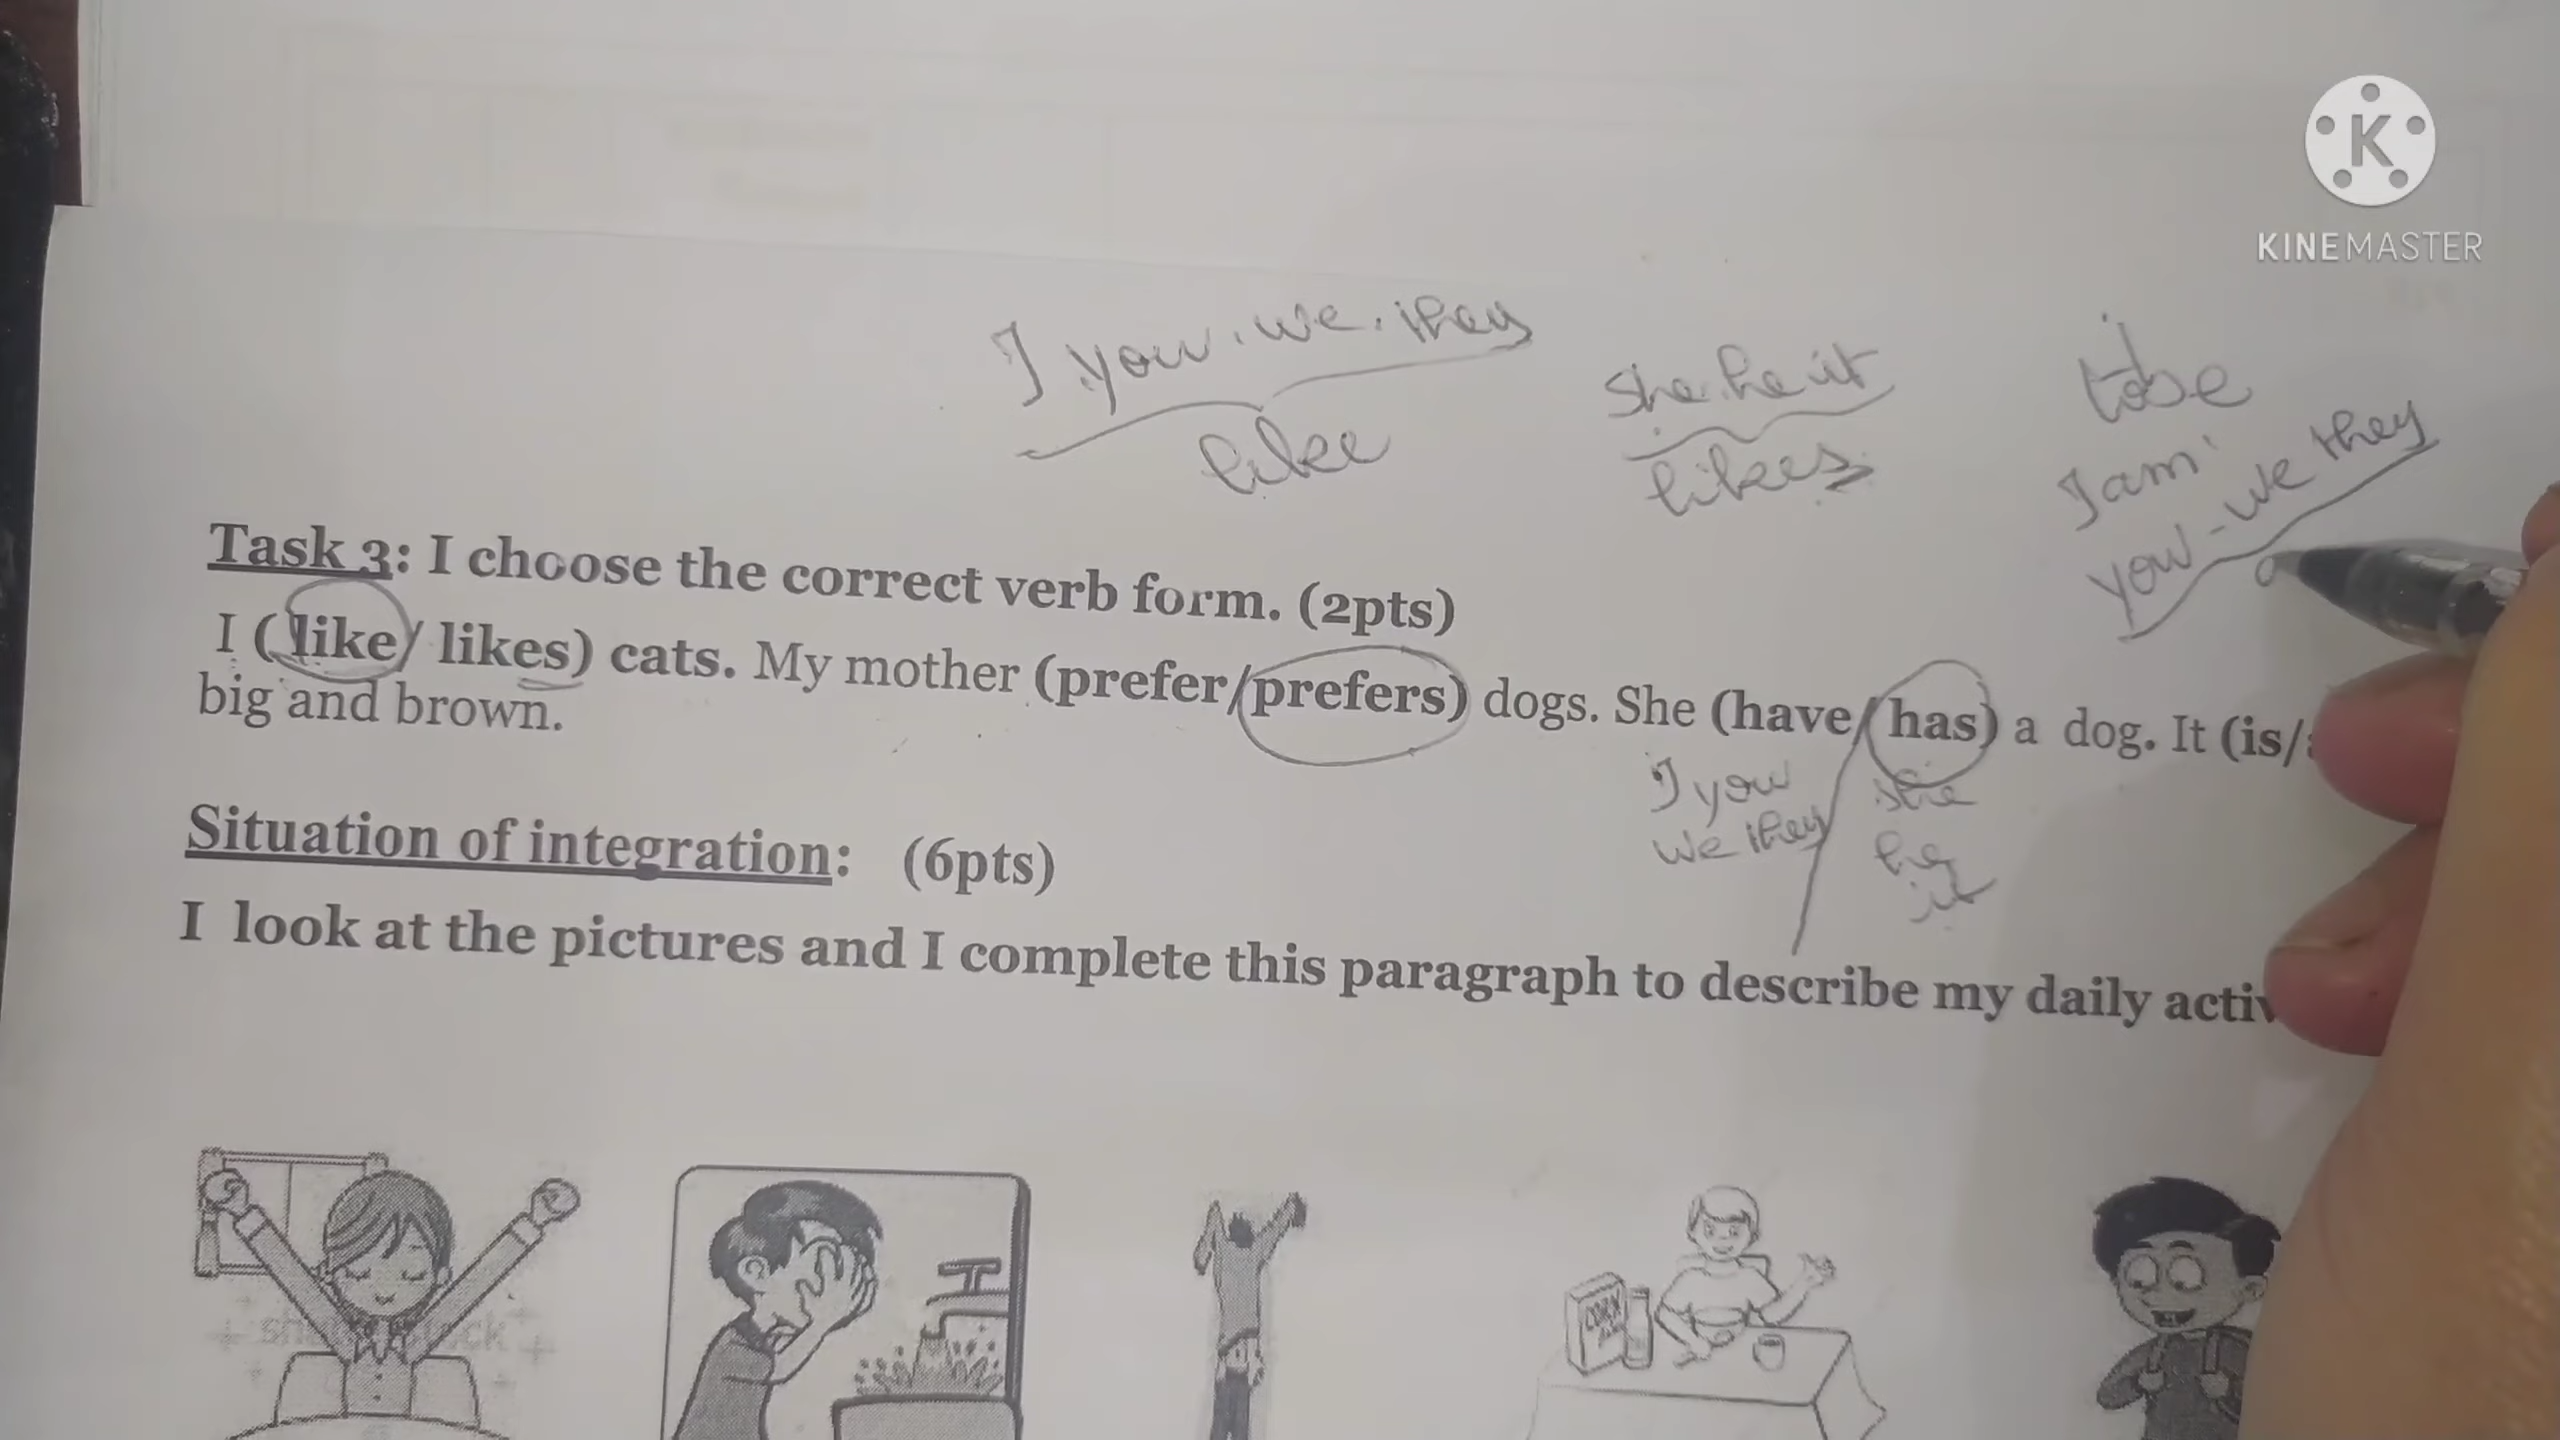 KINEMASTER
I you. we. they
like
she. he it
likes
to be
I am
you - we they
Task 3: I choose the correct verb form. (2pts)
I ( like/ likes) cats. My mother (prefer/prefers) dogs. She (have/ has) a dog. It (is/
big and brown.
I you
we they
she
he
it
Situation of integration: (6pts)
I look at the pictures and I complete this paragraph to describe my daily activ
CORN